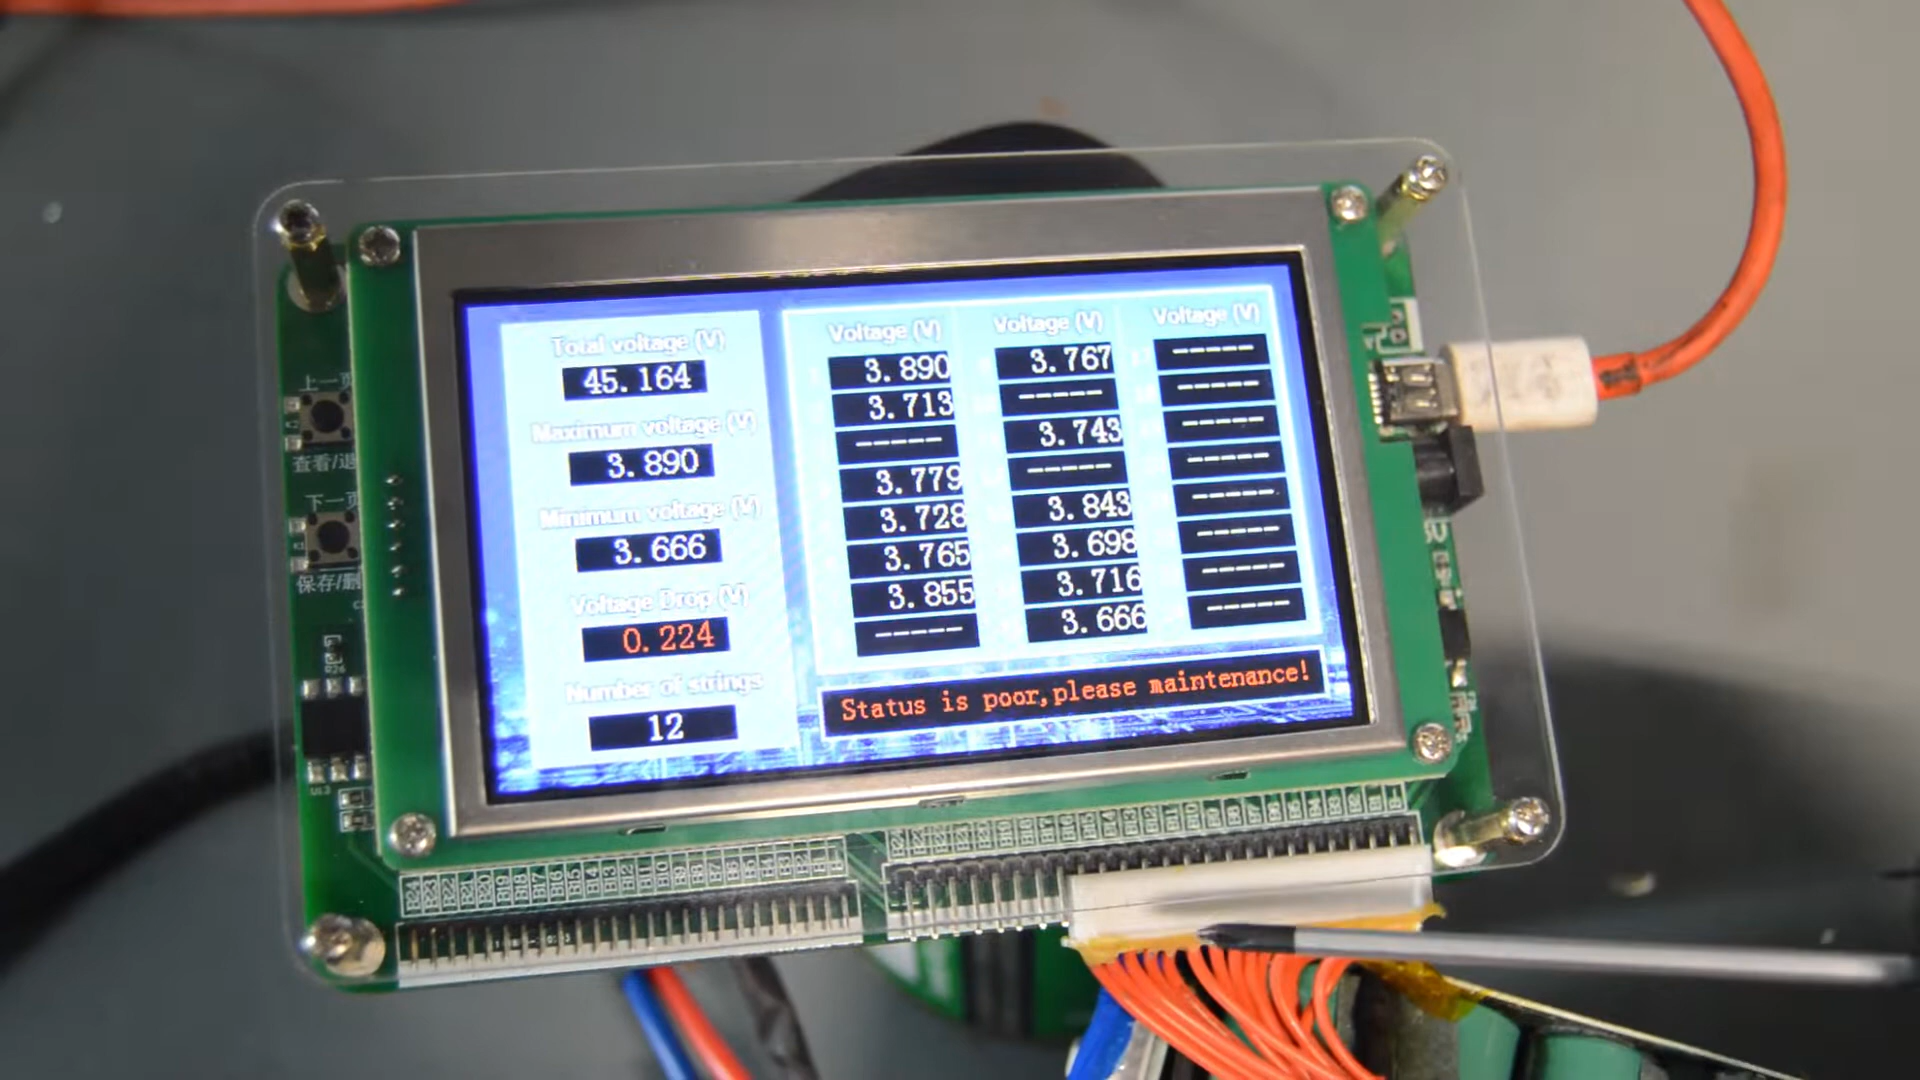 Total voltage (V)
45.164
Maximum voltage (V)
3.890
Minimum voltage (V)
3.666
Voltage Drop (V)
0.224
Number of strings
12
Voltage (V)
3.890
3.713
-----
3.779
3.728
3.765
3.855
-----
Voltage (V)
3.767
-----
3.743
-----
3.843
3.698
3.716
3.666
Voltage (V)
-----
-----
-----
-----
-----
-----
-----
-----
Status is poor,please maintenance!
上一页
查看/退
下一页
保存/删